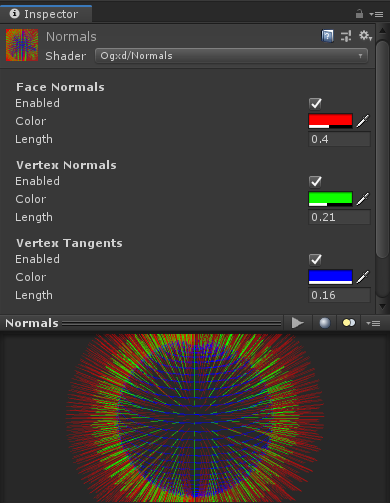 Inspector
Normals
Shader Ogxd/Normals
Face Normals
Enabled
Color
Length 0.4
Vertex Normals
Enabled
Color
Length 0.21
Vertex Tangents
Enabled
Color
Length 0.16
Normals